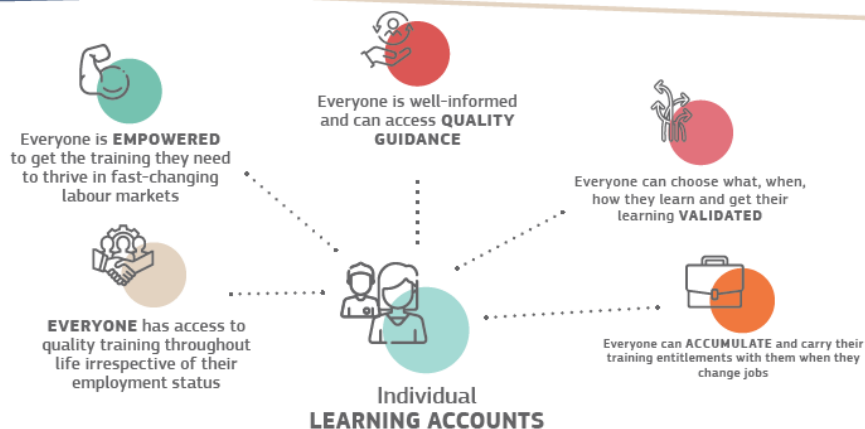 Everyone is EMPOWERED
to get the training they need
to thrive in fast-changing
labour markets
Everyone is well-informed
and can access QUALITY
GUIDANCE
Everyone can choose what, when,
how they learn and get their
learning VALIDATED
EVERYONE has access to
quality training throughout
life irrespective of their
employment status
Everyone can ACCUMULATE and carry their
training entitlements with them when they
change jobs
Individual
LEARNING ACCOUNTS